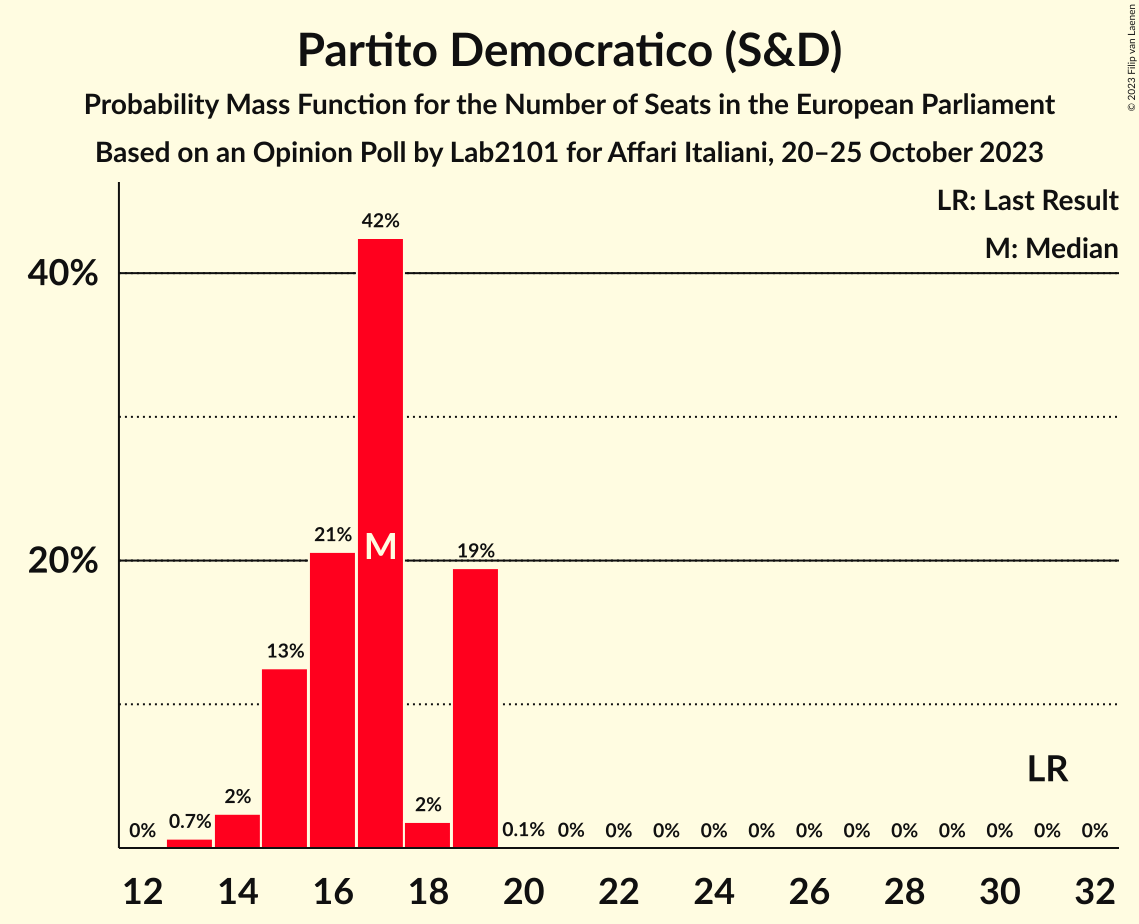 © 2023 Filip van Laenen
Partito Democratico (S&D)
Probability Mass Function for the Number of Seats in the European Parliament
Based on an Opinion Poll by Lab2101 for Affari Italiani, 20–25 October 2023
LR: Last Result
M: Median
42%
40%
21%
M
19%
20%
13%
LR
2%
2%
0.7%
0%
0.1%
0%
0%
0%
0%
0%
0%
0%
0%
0%
0%
0%
0%
12 14 16 18 20 22 24 26 28 30 32